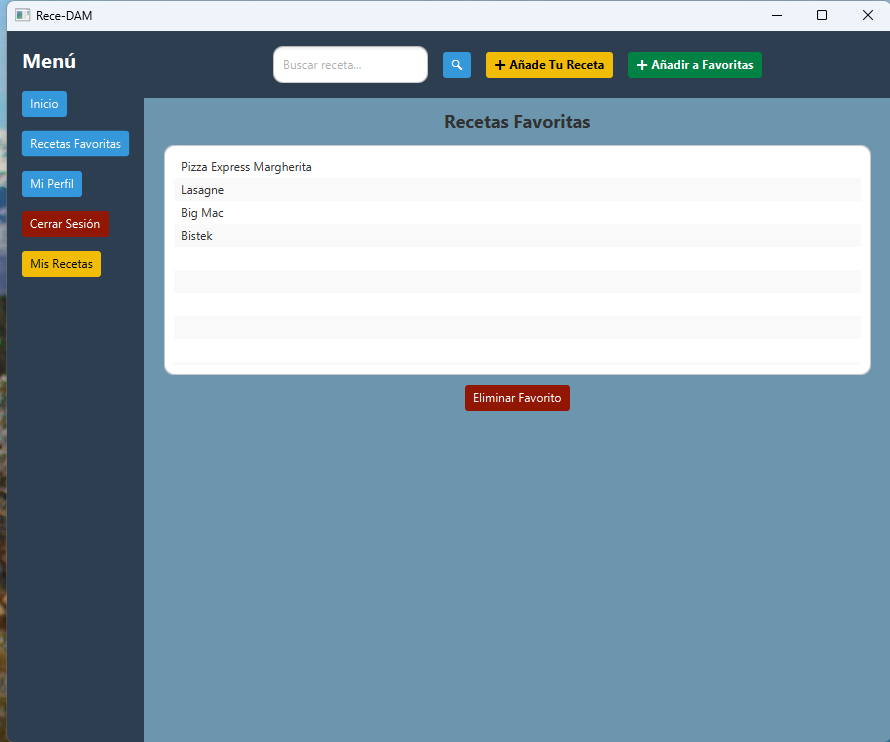 Rece-DAM
Menú
Buscar receta...
+ Añade Tu Receta
+ Añadir a Favoritas
Inicio
Recetas Favoritas
Mi Perfil
Cerrar Sesión
Mis Recetas
Recetas Favoritas
Pizza Express Margherita
Lasagne
Big Mac
Bistek
Eliminar Favorito